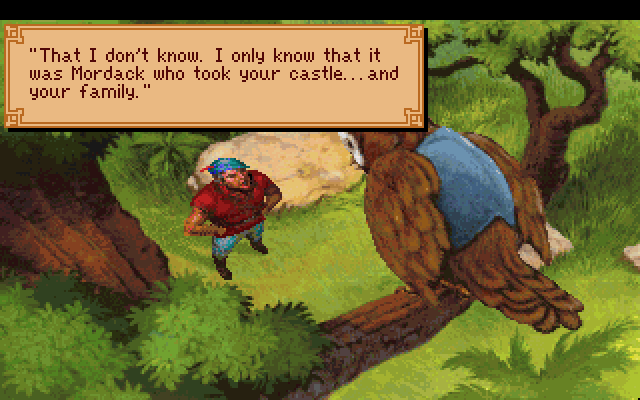 "That I don't know. I only know that it
was Mordack who took your castle...and
your family."